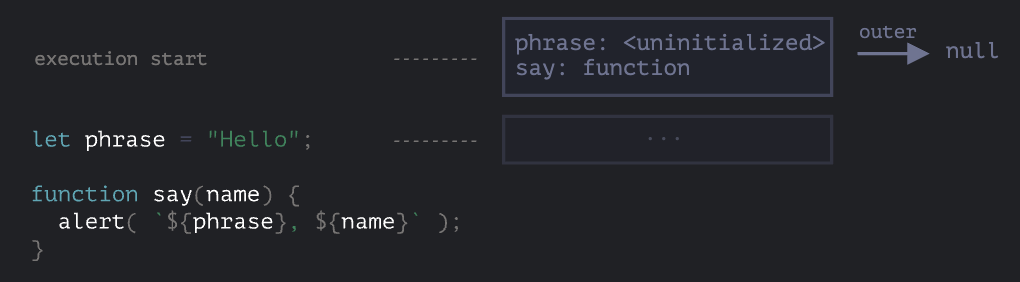 phrase: <uninitialized>
say: function
outer
null
execution start ---------
let phrase = "Hello"; ---------
...
function say(name) {
  alert( `${phrase}, ${name}` );
}